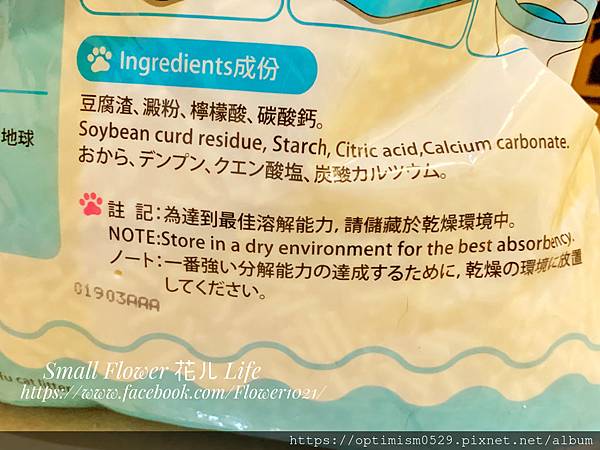 Ingredients成份
豆腐渣、澱粉、檸檬酸、碳酸鈣。
Soybean curd residue, Starch, Citric acid,Calcium carbonate.
おから、デンプン、クエン酸塩、炭酸カルツウム。
地球
註 記：為達到最佳溶解能力，請儲藏於乾燥環境中。
NOTE:Store in a dry environment for the best absorbency.
ノート：一番強い分解能力の達成するために，乾燥の環境に放置
してください。
01903AAA
Small Flower 花儿 Life
https://www.facebook.com/Flower1021/
fu cat litter
https://optimism0529.pixnet.net/album